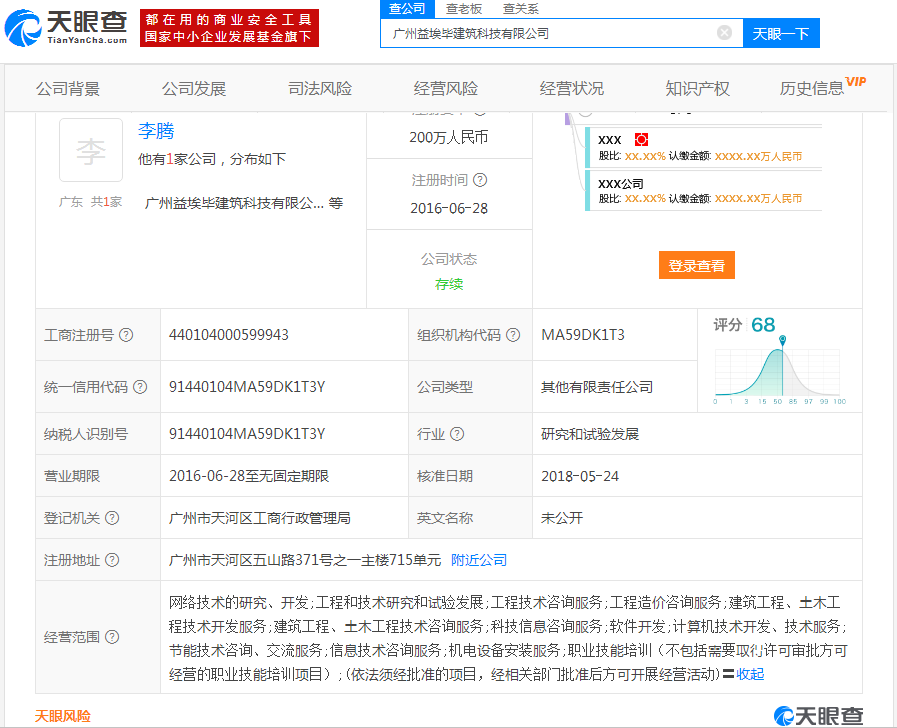 天眼查
TianYanCha.com
都在用的商业安全工具
国家中小企业发展基金旗下
查公司 查老板 查关系
广州益埃毕建筑科技有限公司
天眼一下
公司背景 公司发展 司法风险 经营风险 经营状况 知识产权 历史信息 VIP
李
李腾
他有1家公司，分布如下
广东 共1家
广州益埃毕建筑科技有限公... 等
200万人民币
注册时间 ?
2016-06-28
公司状态
存续
XXX
股比: XX.XX% 认缴金额: XXXX.XX万人民币
XXX公司
股比: XX.XX% 认缴金额: XXXX.XX万人民币
登录查看
工商注册号 ? 440104000599943 组织机构代码 ? MA59DK1T3
评分 68
0 1 3 15 50 85 97 99 100
统一信用代码 ? 91440104MA59DK1T3Y 公司类型 其他有限责任公司
纳税人识别号 91440104MA59DK1T3Y 行业 ? 研究和试验发展
营业期限 2016-06-28至无固定期限 核准日期 2018-05-24
登记机关 ? 广州市天河区工商行政管理局 英文名称 未公开
注册地址 ? 广州市天河区五山路371号之一主楼715单元 附近公司
经营范围 ?
网络技术的研究、开发;工程和技术研究和试验发展;工程技术咨询服务;工程造价咨询服务;建筑工程、土木工
程技术开发服务;建筑工程、土木工程技术咨询服务;科技信息咨询服务;软件开发;计算机技术开发、技术服务;
节能技术咨询、交流服务;信息技术咨询服务;机电设备安装服务;职业技能培训（不包括需要取得许可审批方可
经营的职业技能培训项目）;(依法须经批准的项目，经相关部门批准后方可开展经营活动)〓收起
天眼风险
天眼查